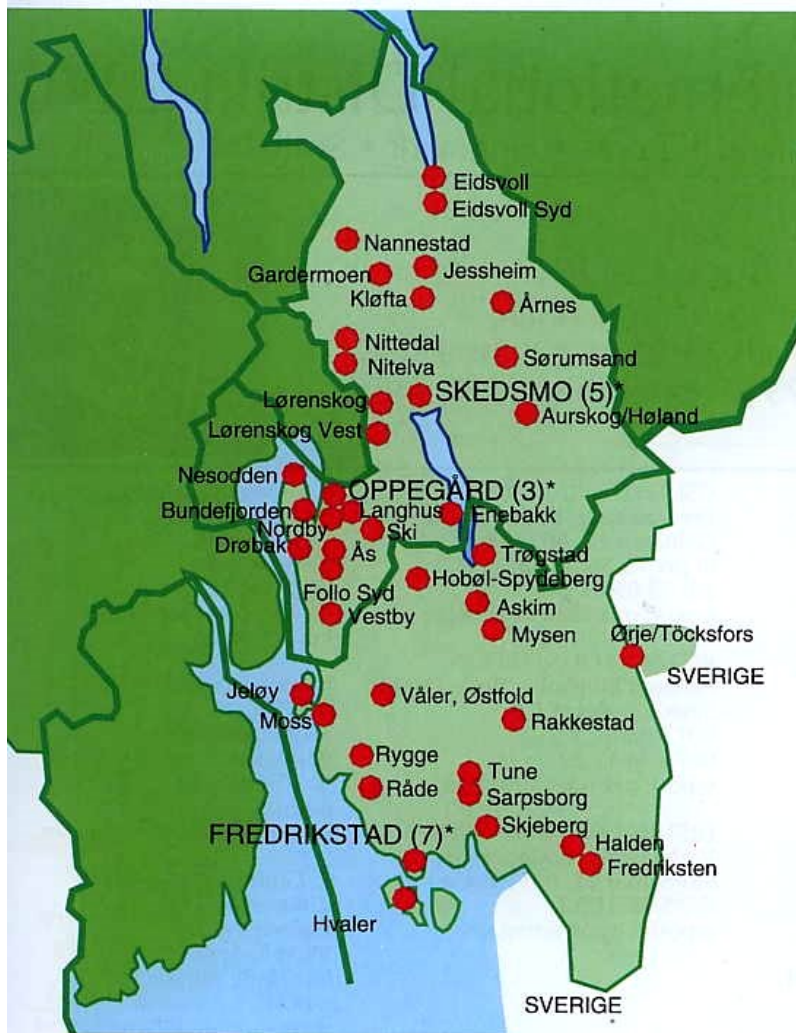 Eidsvoll
Eidsvoll Syd
Nannestad
Jessheim
Gardermoen
Kløfta
Årnes
Nittedal
Sørumsand
Nitelva
SKEDSMO (5)*
Lørenskog
Aurskog/Høland
Lørenskog Vest
Nesodden
OPPEGÅRD (3)*
Bundefjorden
Langhus
Enebakk
Nordby
Ski
Drøbak
Ås
Trøgstad
Hobøl-Spydeberg
Follo Syd
Askim
Vestby
Mysen
Ørje/Töcksfors
SVERIGE
Jeløy
Våler, Østfold
Moss
Rakkestad
Rygge
Tune
Råde
Sarpsborg
Skjeberg
FREDRIKSTAD (7)*
Halden
Fredriksten
Hvaler
SVERIGE